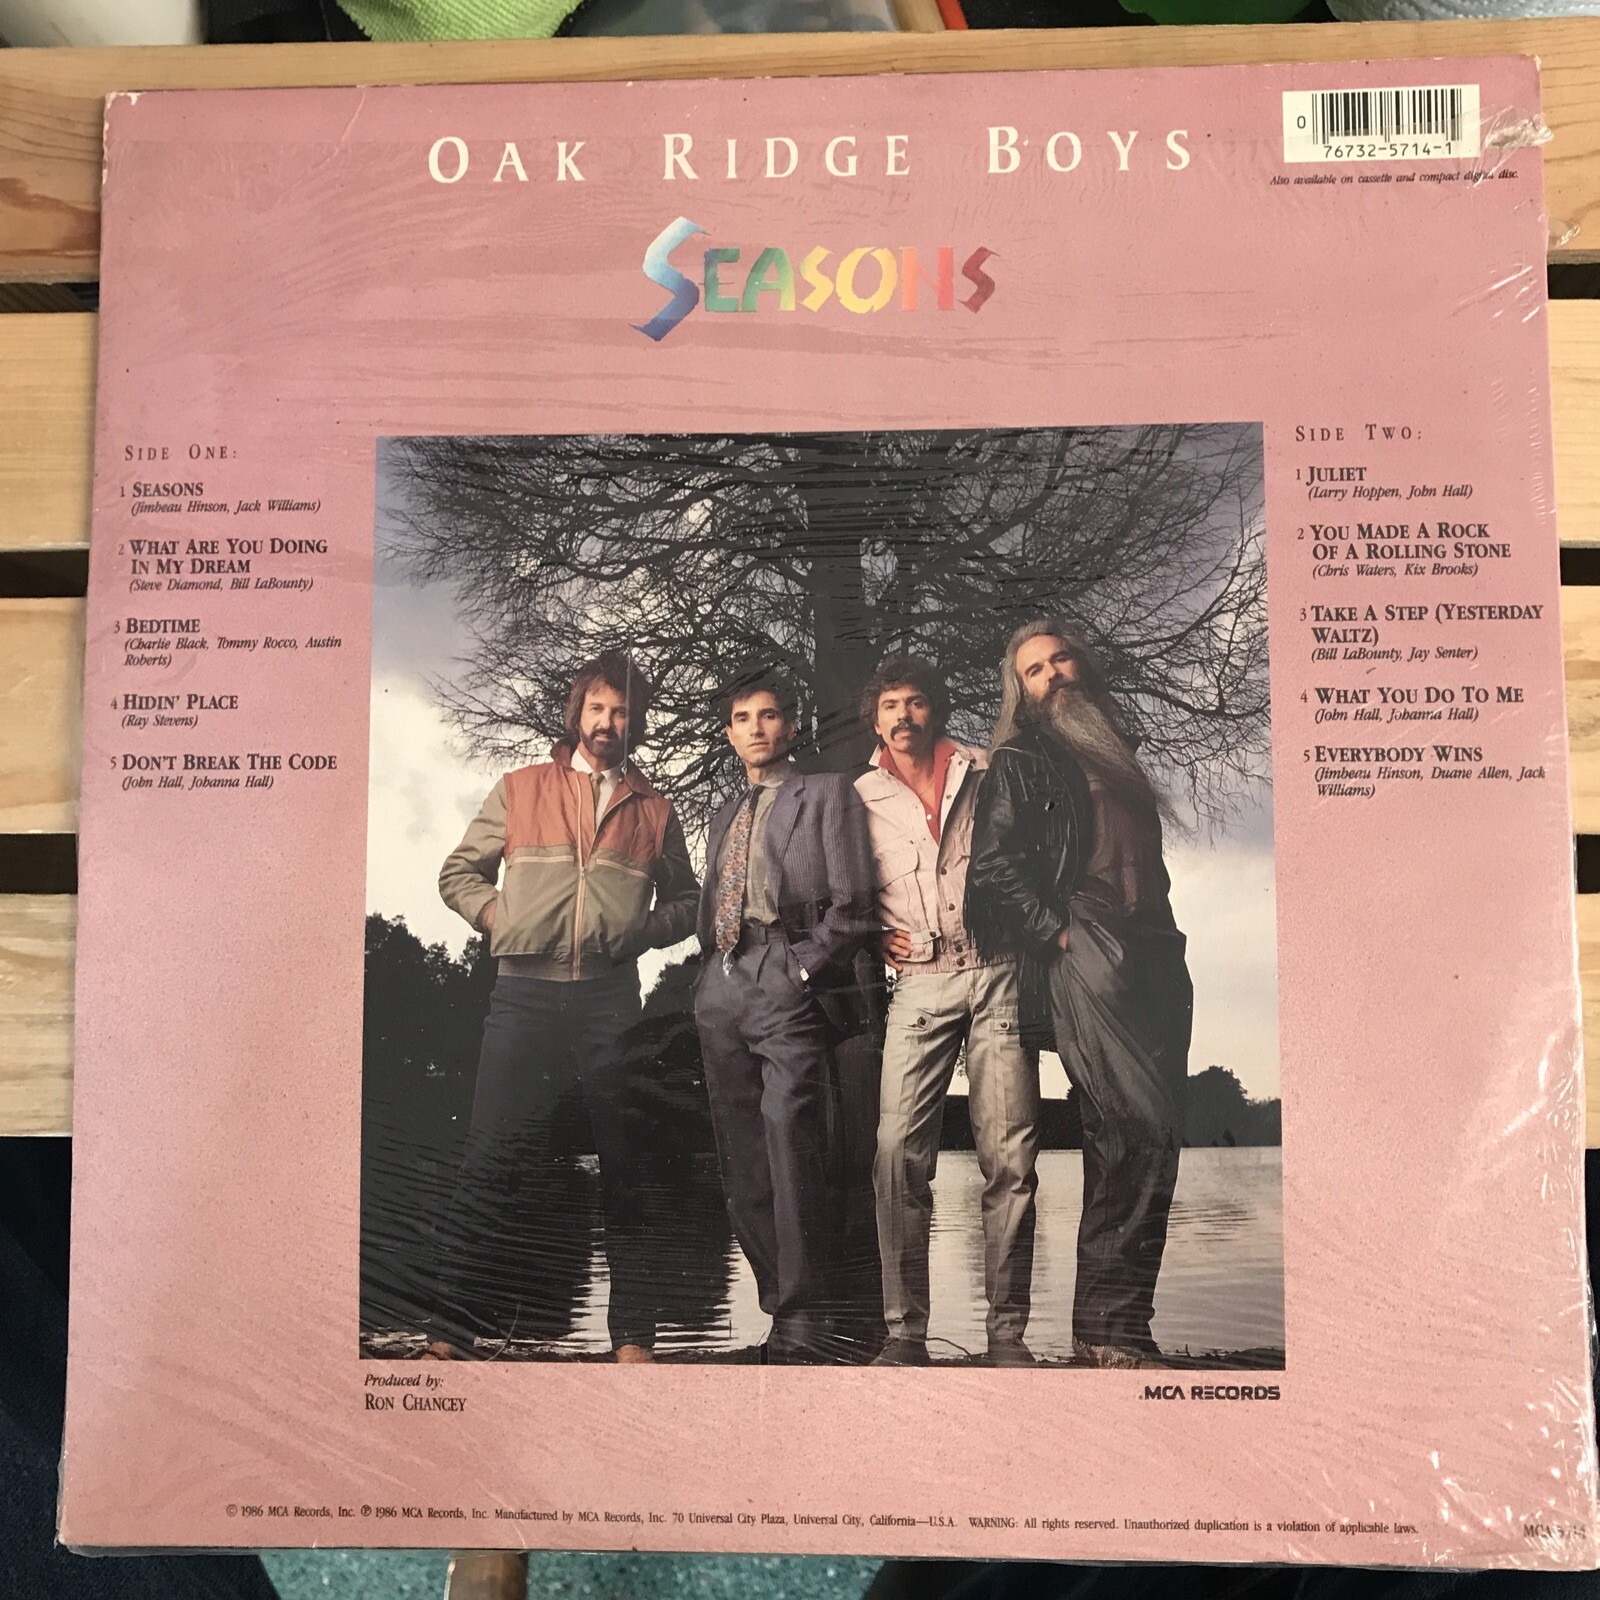 OAK RIDGE BOYS
SEASONS
0
76732-5714-1
Also available on cassette and compact digital disc.
SIDE ONE:
1 SEASONS
(Jimbeau Hinson, Jack Williams)
2 WHAT ARE YOU DOING
IN MY DREAM
(Steve Diamond, Bill LaBounty)
3 BEDTIME
(Charlie Black, Tommy Rocco, Austin
Roberts)
4 HIDIN' PLACE
(Ray Stevens)
5 DON'T BREAK THE CODE
(John Hall, Johanna Hall)
SIDE TWO:
1 JULIET
(Larry Hoppen, John Hall)
2 YOU MADE A ROCK
OF A ROLLING STONE
(Chris Waters, Kix Brooks)
3 TAKE A STEP (YESTERDAY
WALTZ)
(Bill LaBounty, Jay Senter)
4 WHAT YOU DO TO ME
(John Hall, Johanna Hall)
5 EVERYBODY WINS
(Jimbeau Hinson, Duane Allen, Jack
Williams)
Produced by:
RON CHANCEY
MCA RECORDS
© 1986 MCA Records, Inc. ℗ 1986 MCA Records, Inc. Manufactured by MCA Records, Inc. 70 Universal City Plaza, Universal City, California—U.S.A. WARNING: All rights reserved. Unauthorized duplication is a violation of applicable laws.